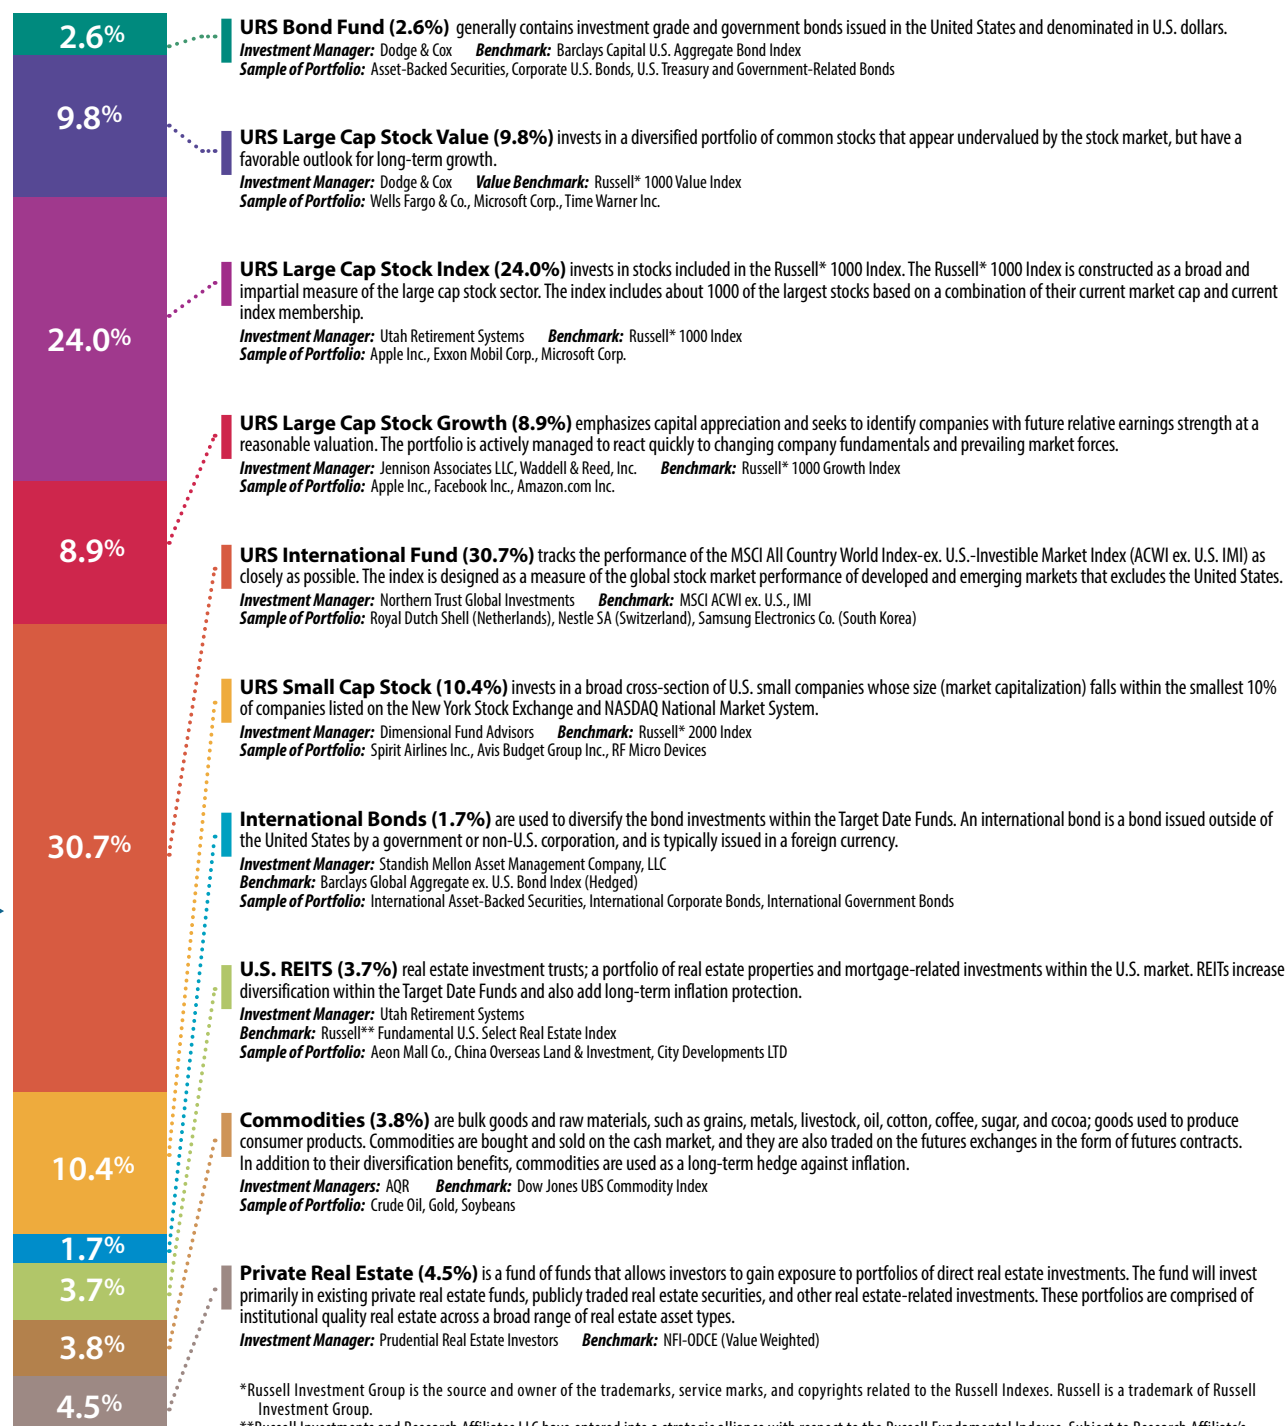 2.6%
URS Bond Fund (2.6%) generally contains investment grade and government bonds issued in the United States and denominated in U.S. dollars.
Investment Manager: Dodge & Cox Benchmark: Barclays Capital U.S. Aggregate Bond Index
Sample of Portfolio: Asset-Backed Securities, Corporate U.S. Bonds, U.S. Treasury and Government-Related Bonds
9.8%
URS Large Cap Stock Value (9.8%) invests in a diversified portfolio of common stocks that appear undervalued by the stock market, but have a
favorable outlook for long-term growth.
Investment Manager: Dodge & Cox Value Benchmark: Russell* 1000 Value Index
Sample of Portfolio: Wells Fargo & Co., Microsoft Corp., Time Warner Inc.
24.0%
URS Large Cap Stock Index (24.0%) invests in stocks included in the Russell* 1000 Index. The Russell* 1000 Index is constructed as a broad and
impartial measure of the large cap stock sector. The index includes about 1000 of the largest stocks based on a combination of their current market cap and current
index membership.
Investment Manager: Utah Retirement Systems Benchmark: Russell* 1000 Index
Sample of Portfolio: Apple Inc., Exxon Mobil Corp., Microsoft Corp.
8.9%
URS Large Cap Stock Growth (8.9%) emphasizes capital appreciation and seeks to identify companies with future relative earnings strength at a
reasonable valuation. The portfolio is actively managed to react quickly to changing company fundamentals and prevailing market forces.
Investment Manager: Jennison Associates LLC, Waddell & Reed, Inc. Benchmark: Russell* 1000 Growth Index
Sample of Portfolio: Apple Inc., Facebook Inc., Amazon.com Inc.
30.7%
URS International Fund (30.7%) tracks the performance of the MSCI All Country World Index-ex. U.S.-Investible Market Index (ACWI ex. U.S. IMI) as
closely as possible. The index is designed as a measure of the global stock market performance of developed and emerging markets that excludes the United States.
Investment Manager: Northern Trust Global Investments Benchmark: MSCI ACWI ex. U.S., IMI
Sample of Portfolio: Royal Dutch Shell (Netherlands), Nestle SA (Switzerland), Samsung Electronics Co. (South Korea)
10.4%
URS Small Cap Stock (10.4%) invests in a broad cross-section of U.S. small companies whose size (market capitalization) falls within the smallest 10%
of companies listed on the New York Stock Exchange and NASDAQ National Market System.
Investment Manager: Dimensional Fund Advisors Benchmark: Russell* 2000 Index
Sample of Portfolio: Spirit Airlines Inc., Avis Budget Group Inc., RF Micro Devices
1.7%
International Bonds (1.7%) are used to diversify the bond investments within the Target Date Funds. An international bond is a bond issued outside of
the United States by a government or non-U.S. corporation, and is typically issued in a foreign currency.
Investment Manager: Standish Mellon Asset Management Company, LLC
Benchmark: Barclays Global Aggregate ex. U.S. Bond Index (Hedged)
Sample of Portfolio: International Asset-Backed Securities, International Corporate Bonds, International Government Bonds
3.7%
U.S. REITS (3.7%) real estate investment trusts; a portfolio of real estate properties and mortgage-related investments within the U.S. market. REITs increase
diversification within the Target Date Funds and also add long-term inflation protection.
Investment Manager: Utah Retirement Systems
Benchmark: Russell** Fundamental U.S. Select Real Estate Index
Sample of Portfolio: Aeon Mall Co., China Overseas Land & Investment, City Developments LTD
3.8%
Commodities (3.8%) are bulk goods and raw materials, such as grains, metals, livestock, oil, cotton, coffee, sugar, and cocoa; goods used to produce
consumer products. Commodities are bought and sold on the cash market, and they are also traded on the futures exchanges in the form of futures contracts.
In addition to their diversification benefits, commodities are used as a long-term hedge against inflation.
Investment Managers: AQR Benchmark: Dow Jones UBS Commodity Index
Sample of Portfolio: Crude Oil, Gold, Soybeans
4.5%
Private Real Estate (4.5%) is a fund of funds that allows investors to gain exposure to portfolios of direct real estate investments. The fund will invest
primarily in existing private real estate funds, publicly traded real estate securities, and other real estate-related investments. These portfolios are comprised of
institutional quality real estate across a broad range of real estate asset types.
Investment Manager: Prudential Real Estate Investors Benchmark: NFI-ODCE (Value Weighted)
*Russell Investment Group is the source and owner of the trademarks, service marks, and copyrights related to the Russell Indexes. Russell is a trademark of Russell
Investment Group.
**Russell Investments and Research Affiliates LLC have entered into a strategic alliance with respect to the Russell Fundamental Indexes. Subject to Research Affiliate's